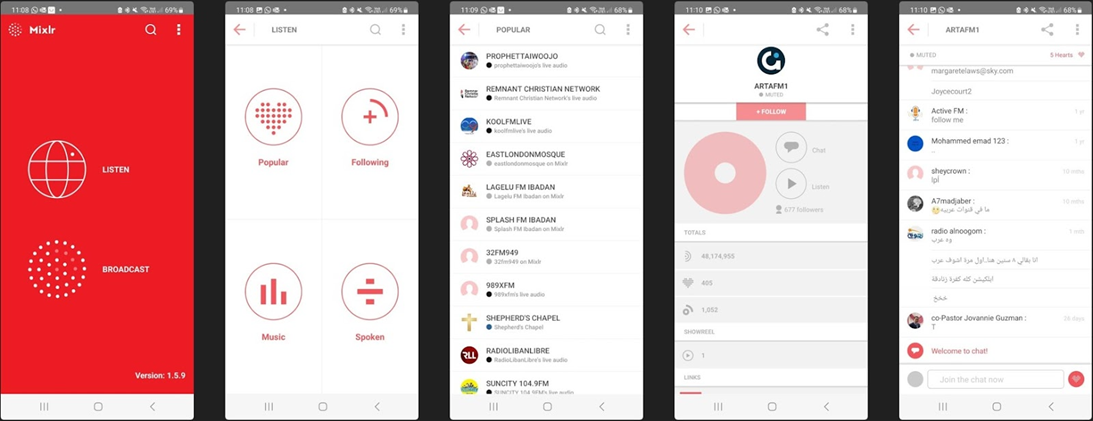 11:08
69%
Mixlr
LISTEN
BROADCAST
Version: 1.5.9
11:08
69%
LISTEN
Popular
Following
Music
Spoken
11:09
68%
POPULAR
PROPHETTAIWOOJO
prophettaiwoojo's live audio
REMNANT CHRISTIAN NETWORK
Remnant Christian Network's live audio
KOOLFMLIVE
koolfmlive's live audio
EASTLONDONMOSQUE
eastlondonmosque on Mixlr
LAGELU FM IBADAN
Lagelu FM Ibadan on Mixlr
SPLASH FM IBADAN
Splash FM Ibadan on Mixlr
32FM949
32fm949 on Mixlr
989XFM
989xfm's live audio
SHEPHERD'S CHAPEL
Shepherd's Chapel
RLL
RADIOLIBANLIBRE
RadioLibanLibre's live audio
SUNCITY 104.9FM
SUNCITY 104.9FM's live audio
11:10
68%
ARTAFM1
MUTED
+ FOLLOW
Chat
Listen
677 followers
TOTALS
48,174,955
405
1,052
SHOWREEL
1
LINKS
11:10
68%
ARTAFM1
MUTED
5 Hearts
margaretelaws@sky.com
Joycecourt2
Active FM :
1 yr
follow me
Mohammed emad 123 :
1 yr
..
sheycrown :
10 mths
اپا
A7madjaber :
10 mths
ما في قنوات عربيه
radio alnoogom :
1 mth
وه عرب
انا بقالي ٨ سنين هنا..اول مرة اشوف عرب
ابلكيشن كله كفرة زنادقة
خخخ
co-Pastor Jovannie Guzman :
26 days
T
Welcome to chat!
Join the chat now